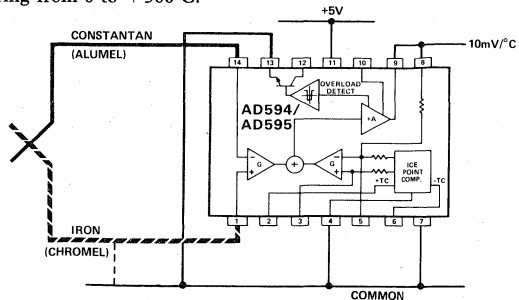 ring from 0 to +300°C.
+5V
CONSTANTAN
(ALUMEL)
10mV/°C
14 13 12 11 10 9 8
OVERLOAD
DETECT
AD594/
AD595
+A
G
G
ICE
POINT
COMP.
+TC
-TC
1 2 3 4 5 6 7
IRON
(CHROMEL)
COMMON